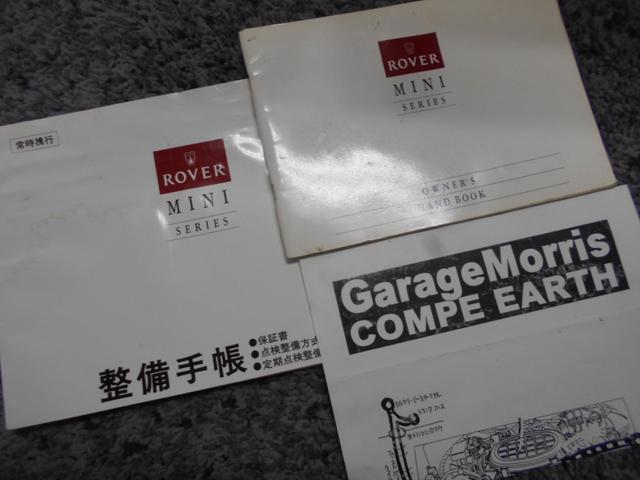 常時携行
ROVER
MINI
SERIES
整備手帳
●保証書
●点検整備方式
●定期点検整備
ROVER
MINI
SERIES
OWNER'S
HAND BOOK
GarageMorris
COMPE EARTH